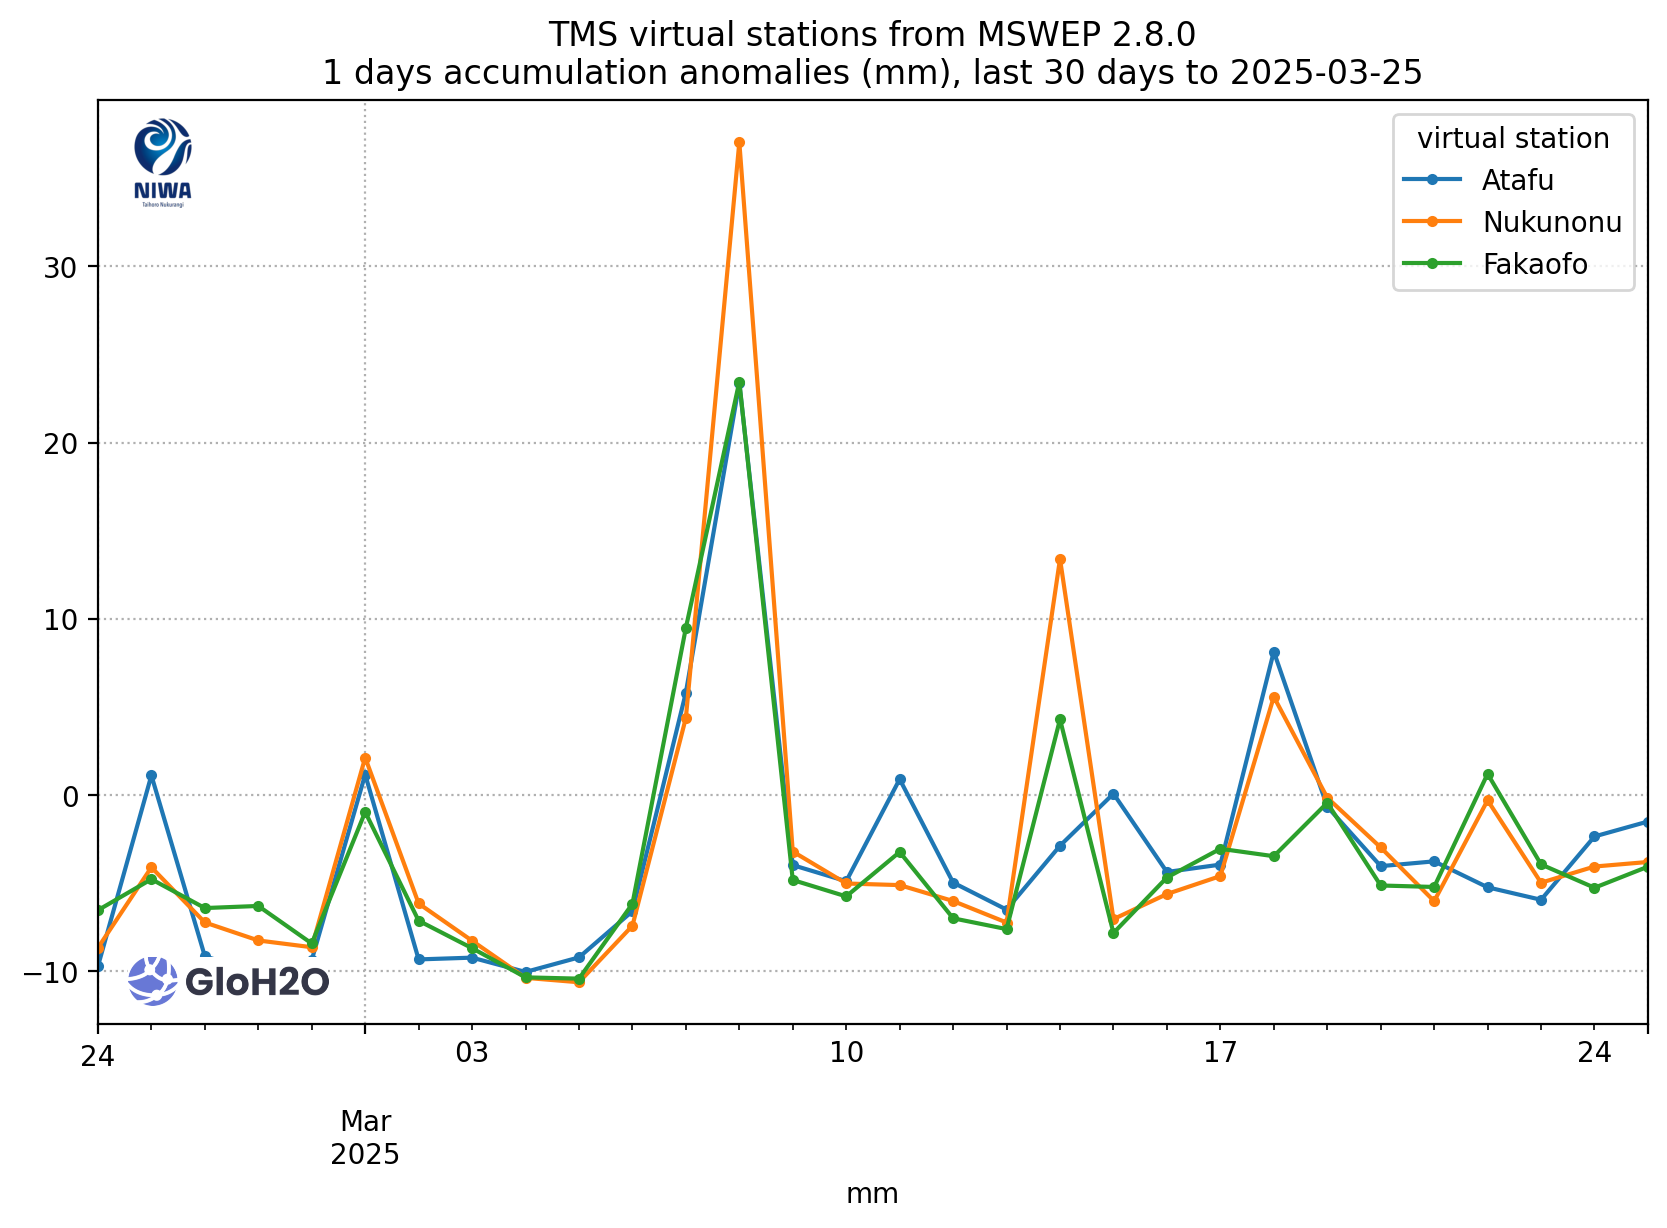 TMS virtual stations from MSWEP 2.8.0
1 days accumulation anomalies (mm), last 30 days to 2025-03-25
NIWA
Taihoro Nukurangi
virtual station
Atafu
Nukunonu
Fakaofo
30
20
10
0
−10
GloH2O
24
03
10
17
24
Mar
2025
mm